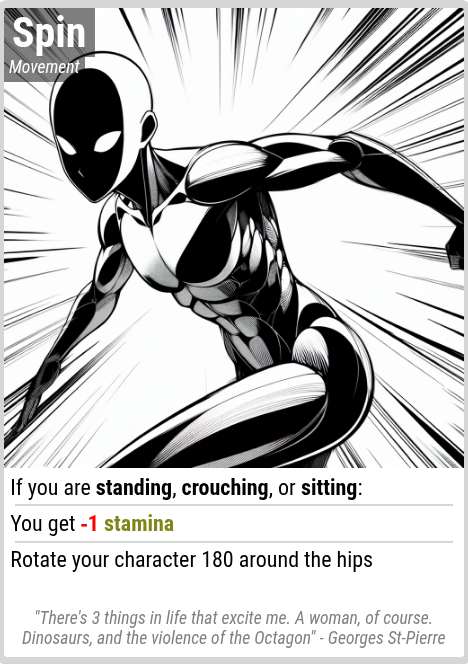 Spin
Movement
If you are standing, crouching, or sitting:
You get -1 stamina
Rotate your character 180 around the hips
"There's 3 things in life that excite me. A woman, of course.
Dinosaurs, and the violence of the Octagon" - Georges St-Pierre